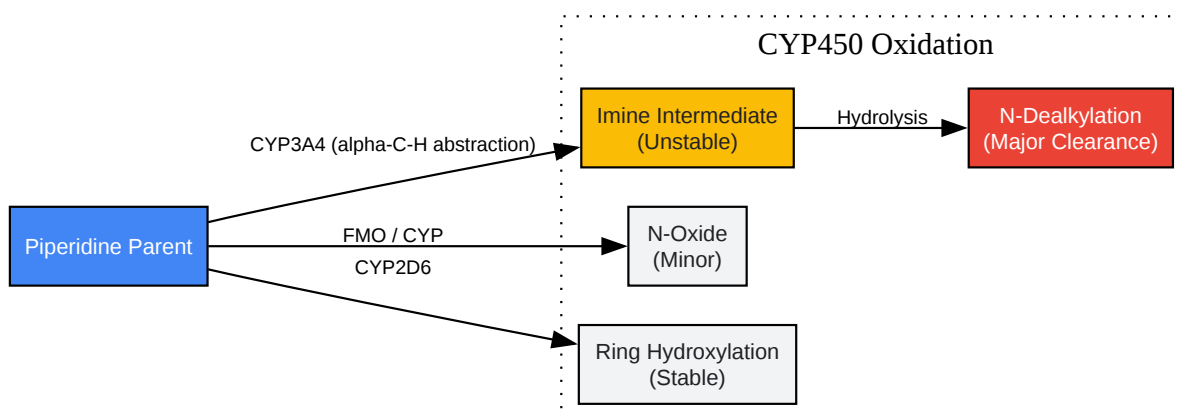 CYP450 Oxidation
Imine Intermediate
(Unstable)
Hydrolysis
N-Dealkylation
(Major Clearance)
CYP3A4 (alpha-C-H abstraction)
Piperidine Parent
FMO / CYP
N-Oxide
(Minor)
CYP2D6
Ring Hydroxylation
(Stable)